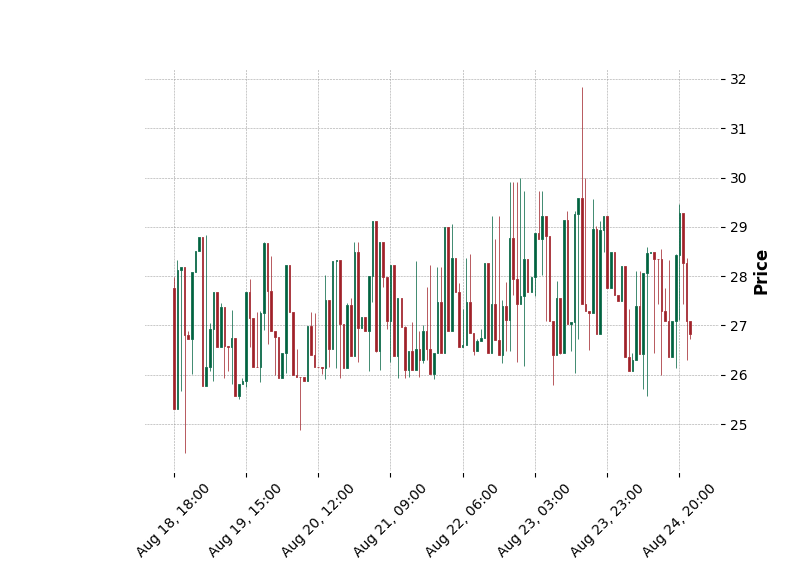 32
31
30
29
28
27
26
25
Price
Aug 18, 18:00
Aug 19, 15:00
Aug 20, 12:00
Aug 21, 09:00
Aug 22, 06:00
Aug 23, 03:00
Aug 23, 23:00
Aug 24, 20:00